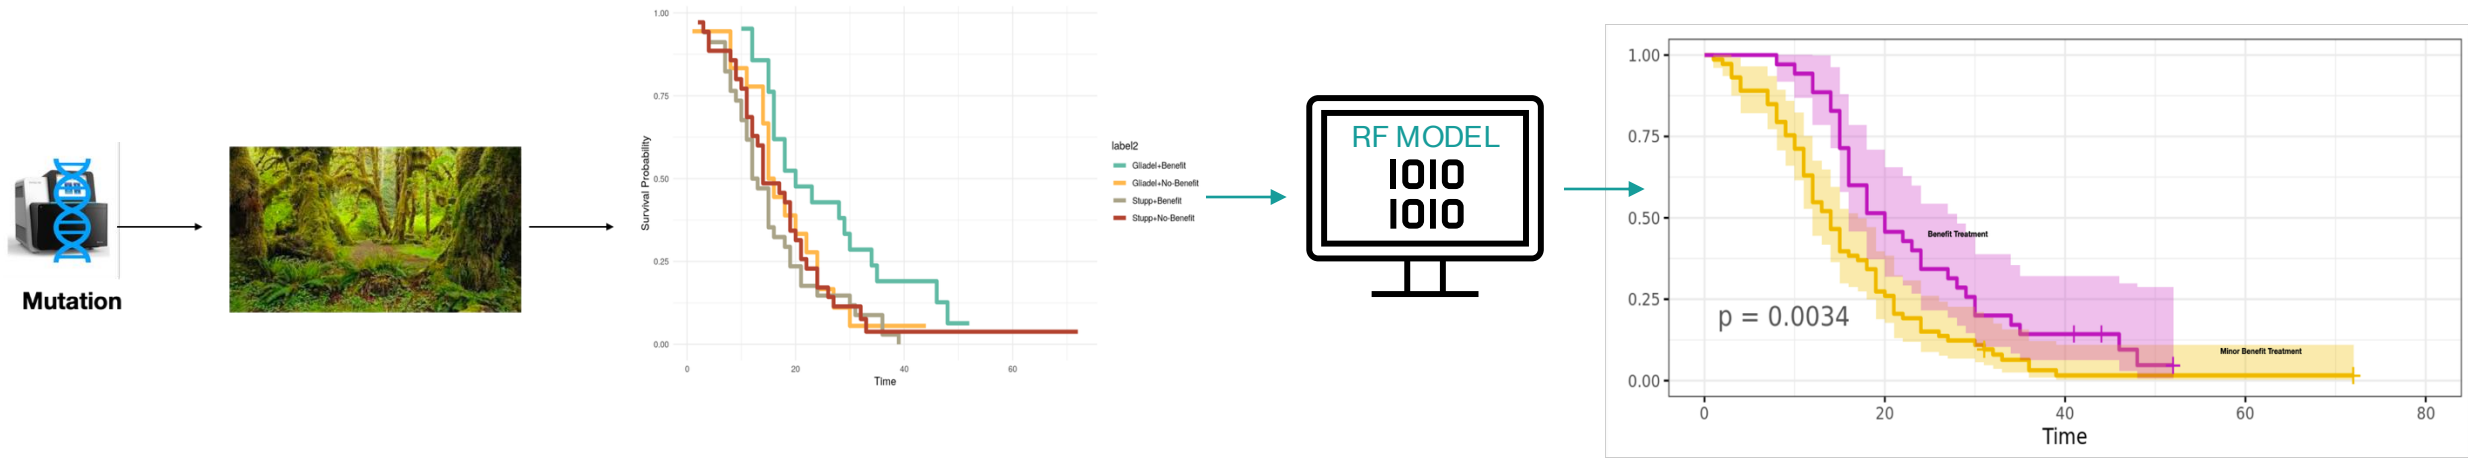 Mutation
1.00
0.75
0.50
0.25
0.00
Survival Probability
0
20
40
60
Time
label2
Gliadel+Benefit
Gliadel+No-Benefit
Stupp+Benefit
Stupp+No-Benefit
RF MODEL
1010
1010
1.00
0.75
0.50
0.25
0.00
Benefit Treatment
p = 0.0034
Minor Benefit Treatment
0
20
40
60
80
Time